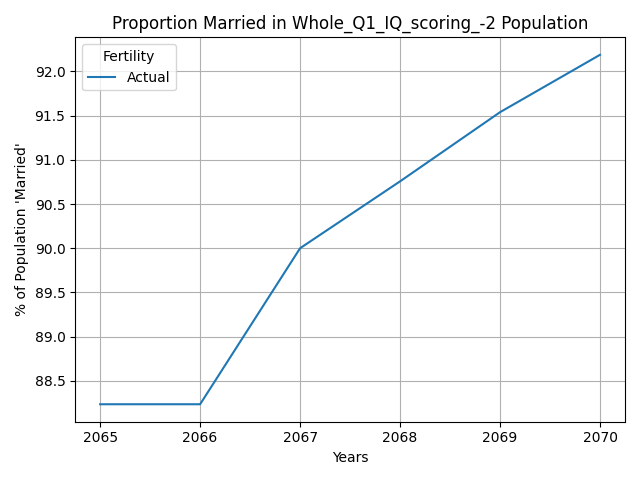 Proportion Married in Whole_Q1_IQ_scoring_-2 Population
Fertility
Actual
% of Population 'Married'
92.0
91.5
91.0
90.5
90.0
89.5
89.0
88.5
2065 2066 2067 2068 2069 2070
Years